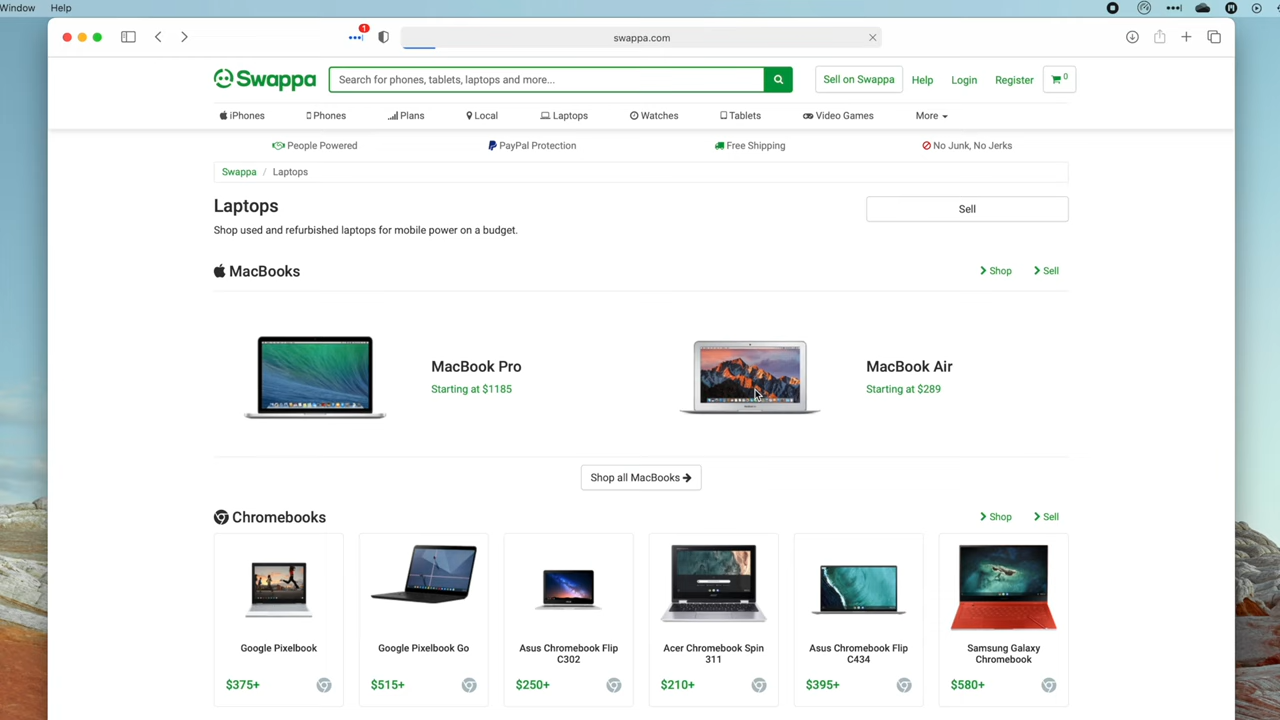 Window Help
1
swappa.com
Swappa
Search for phones, tablets, laptops and more...
Sell on Swappa
Help
Login
Register
0
iPhones
Phones
Plans
Local
Laptops
Watches
Tablets
Video Games
More
People Powered
PayPal Protection
Free Shipping
No Junk, No Jerks
Swappa / Laptops
Laptops
Sell
Shop used and refurbished laptops for mobile power on a budget.
MacBooks
Shop
Sell
MacBook Pro
Starting at $1185
MacBook Air
Starting at $289
Shop all MacBooks
Chromebooks
Shop
Sell
Google Pixelbook
$375+
Google Pixelbook Go
$515+
Asus Chromebook Flip
C302
$250+
Acer Chromebook Spin
311
$210+
Asus Chromebook Flip
C434
$395+
Samsung Galaxy
Chromebook
$580+